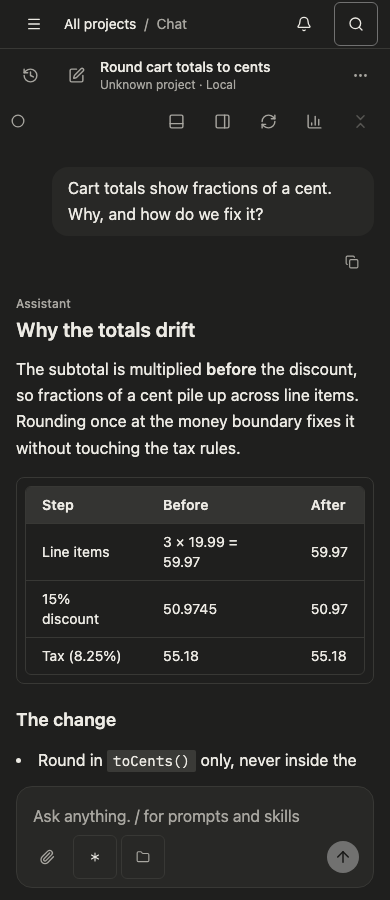 All projects / Chat
Round cart totals to cents
Unknown project · Local
Cart totals show fractions of a cent.
Why, and how do we fix it?
Assistant
Why the totals drift
The subtotal is multiplied before the discount,
so fractions of a cent pile up across line items.
Rounding once at the money boundary fixes it
without touching the tax rules.
Step Before After
Line items 3 × 19.99 = 59.97 59.97
15% discount 50.9745 50.97
Tax (8.25%) 55.18 55.18
The change
• Round in toCents() only, never inside the
Ask anything. / for prompts and skills